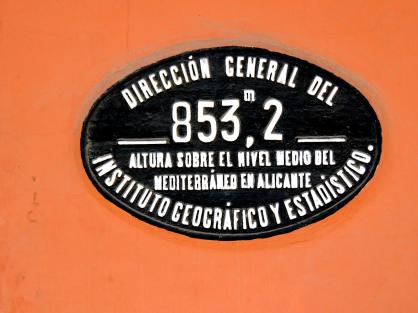 DIRECCIÓN GENERAL DEL
853,2 m
ALTURA SOBRE EL NIVEL MEDIO DEL
MEDITERRÁNEO EN ALICANTE
INSTITUTO GEOGRÁFICO Y ESTADÍSTICO.